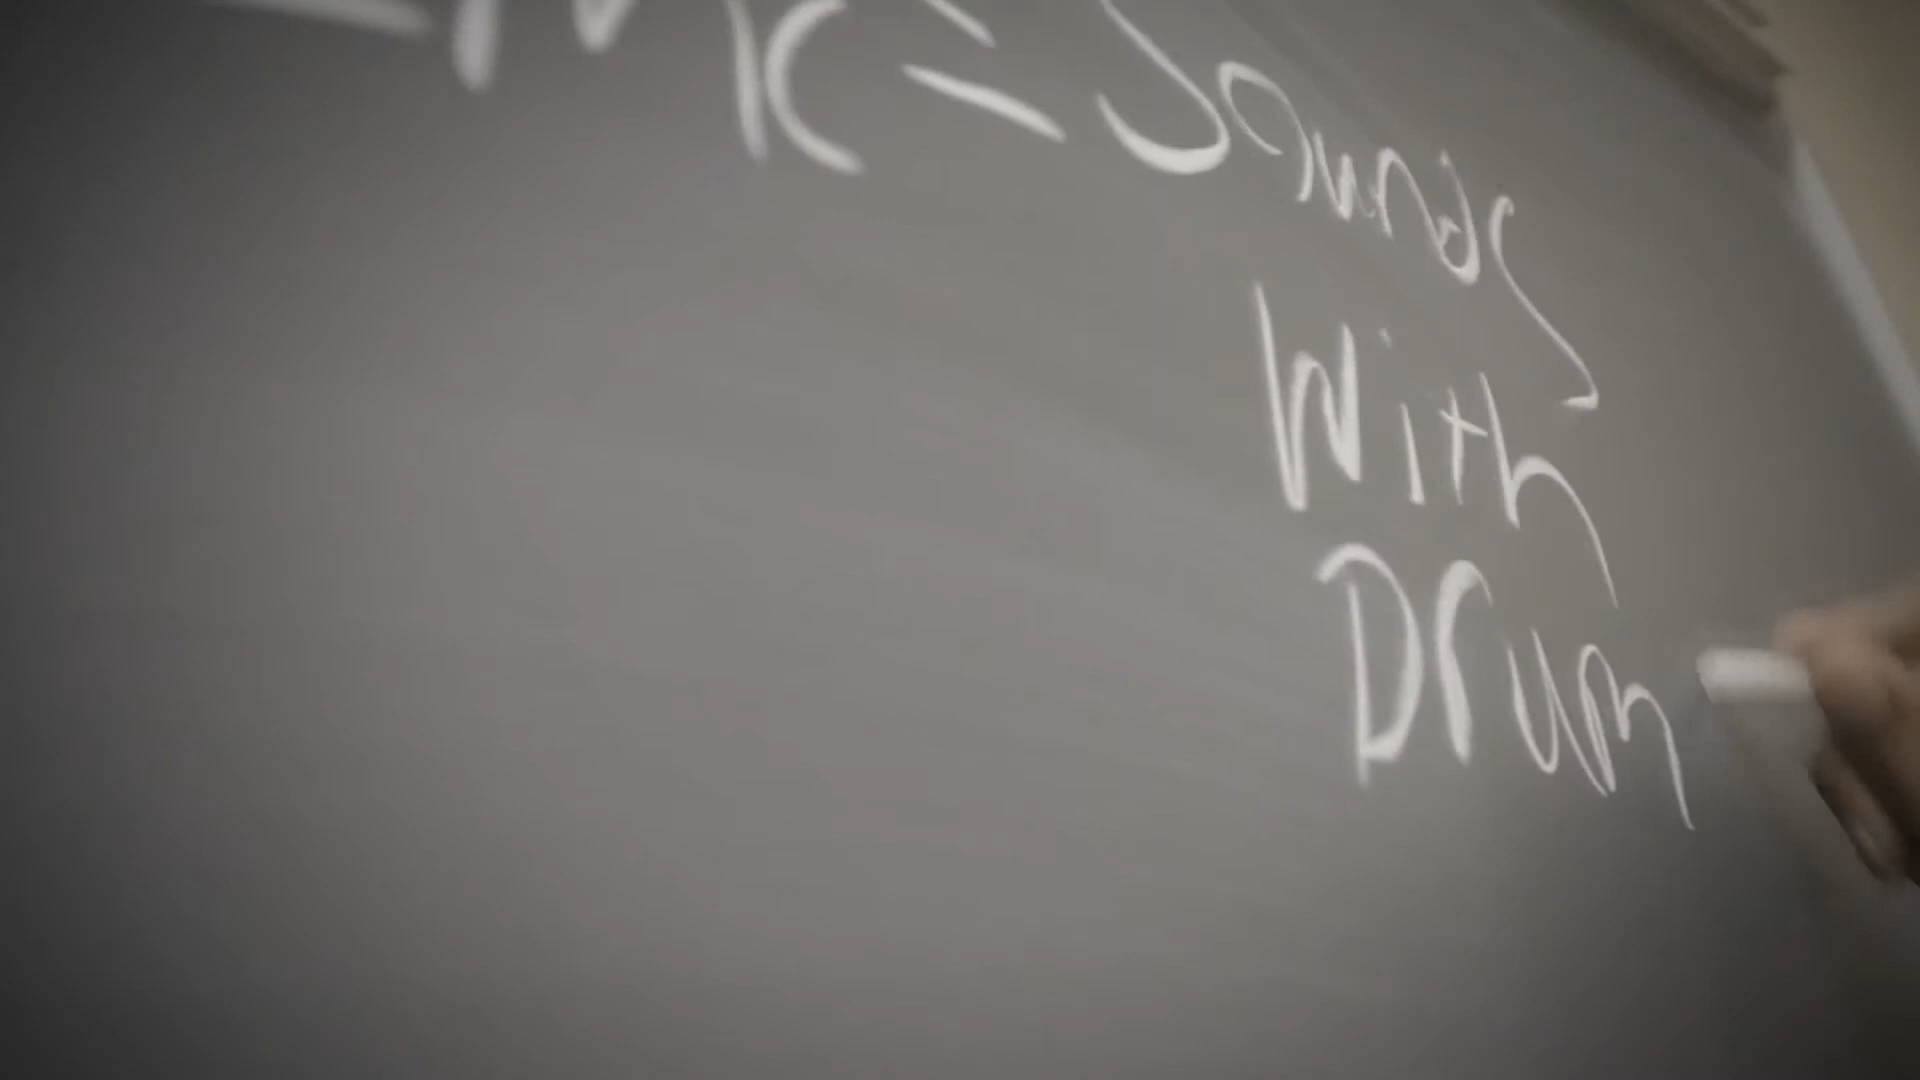 = Sounds
With
Drum